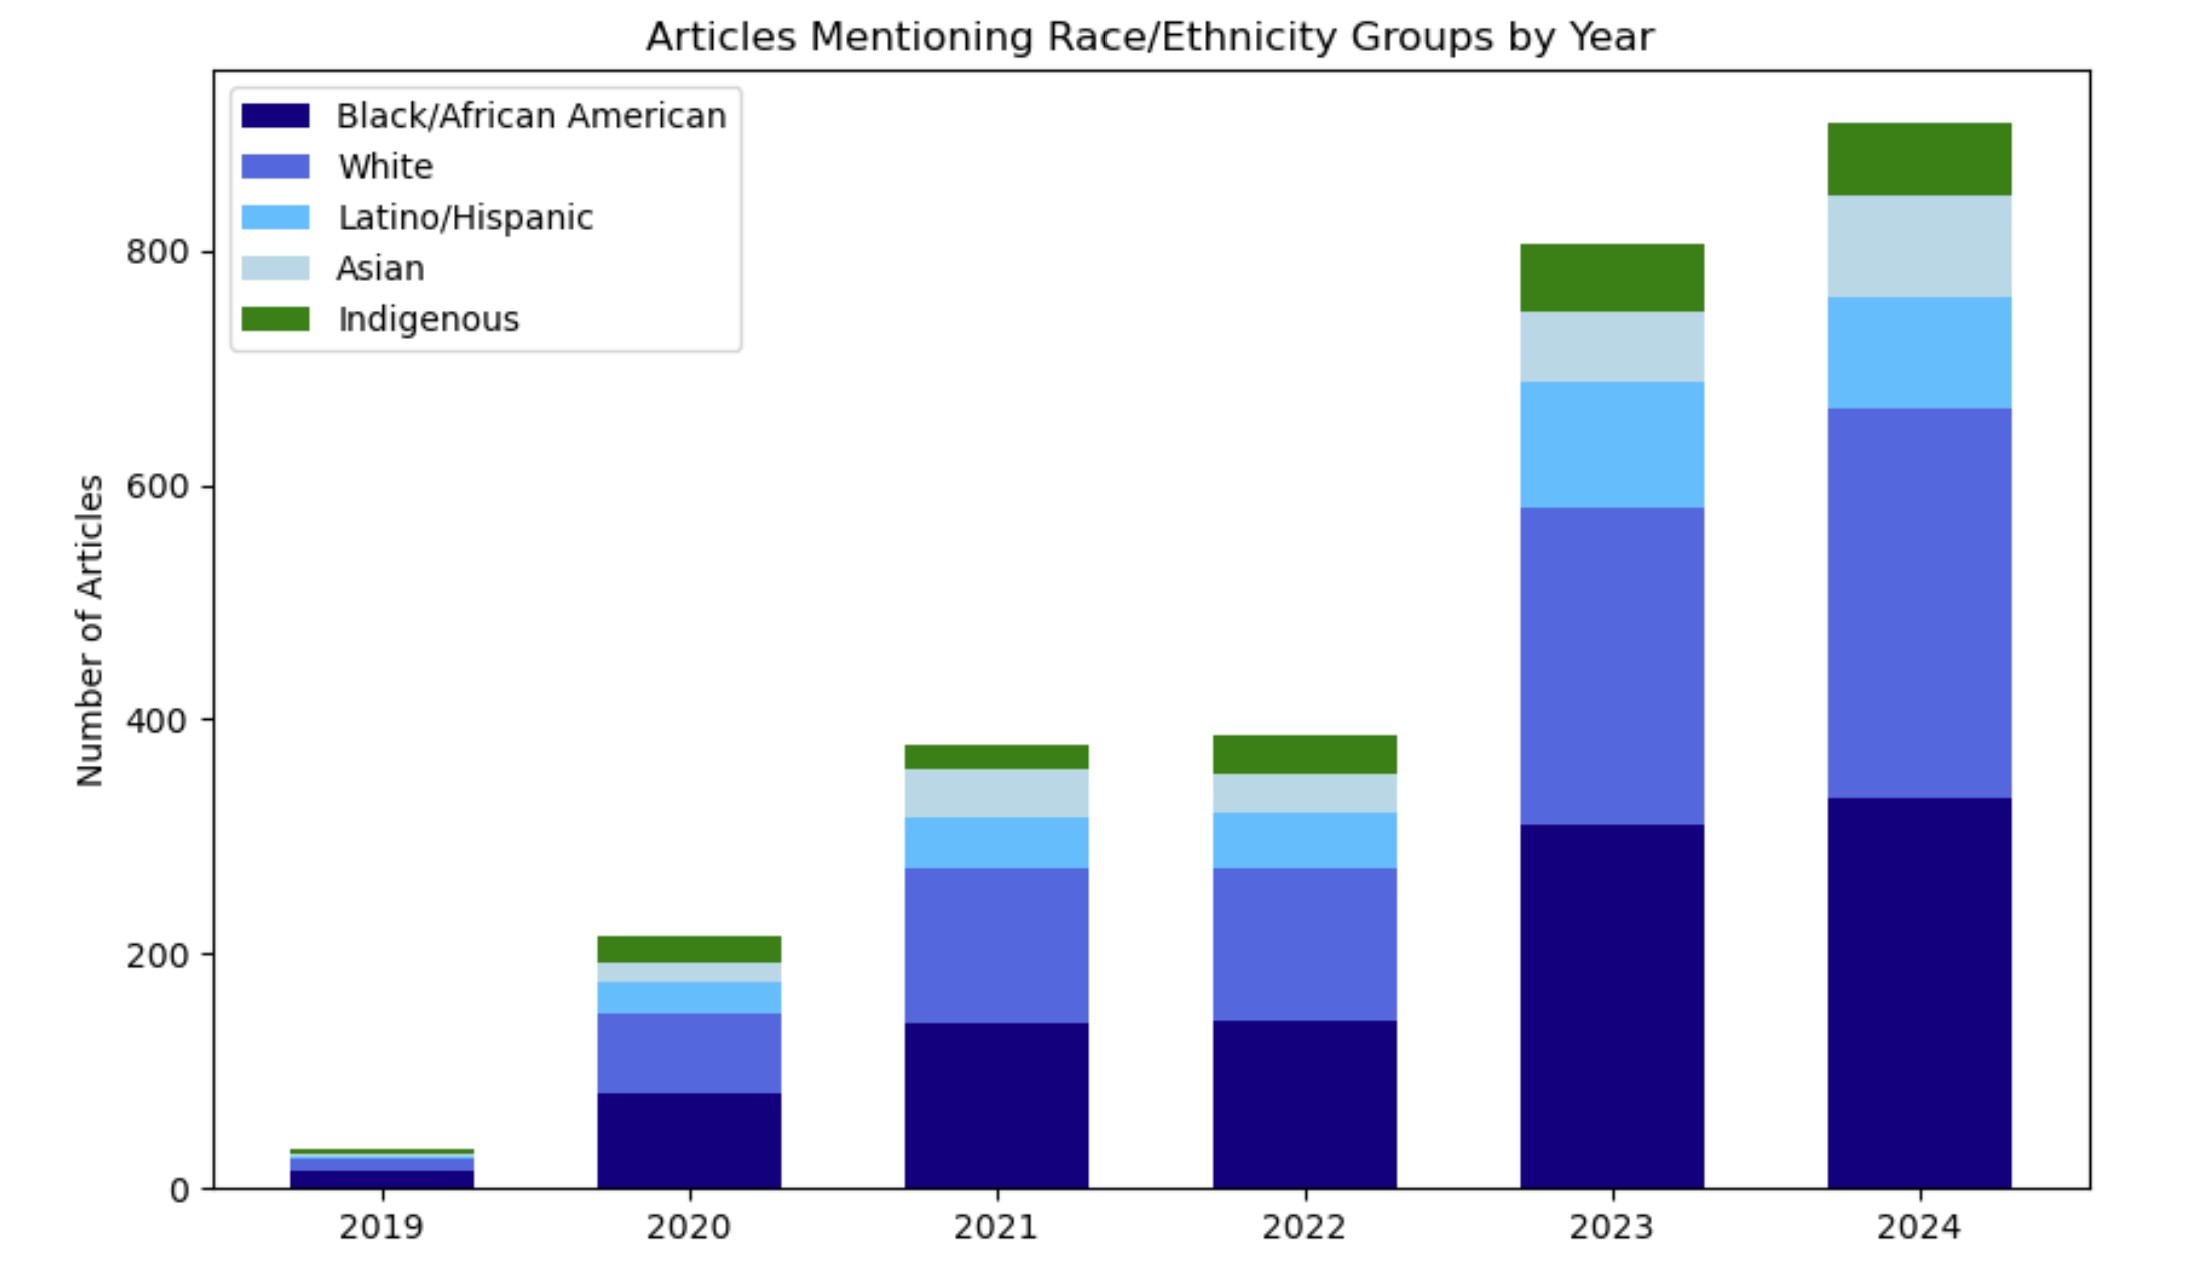 Articles Mentioning Race/Ethnicity Groups by Year
Black/African American
White
Latino/Hispanic
Asian
Indigenous
Number of Articles
800
600
400
200
0
2019
2020
2021
2022
2023
2024